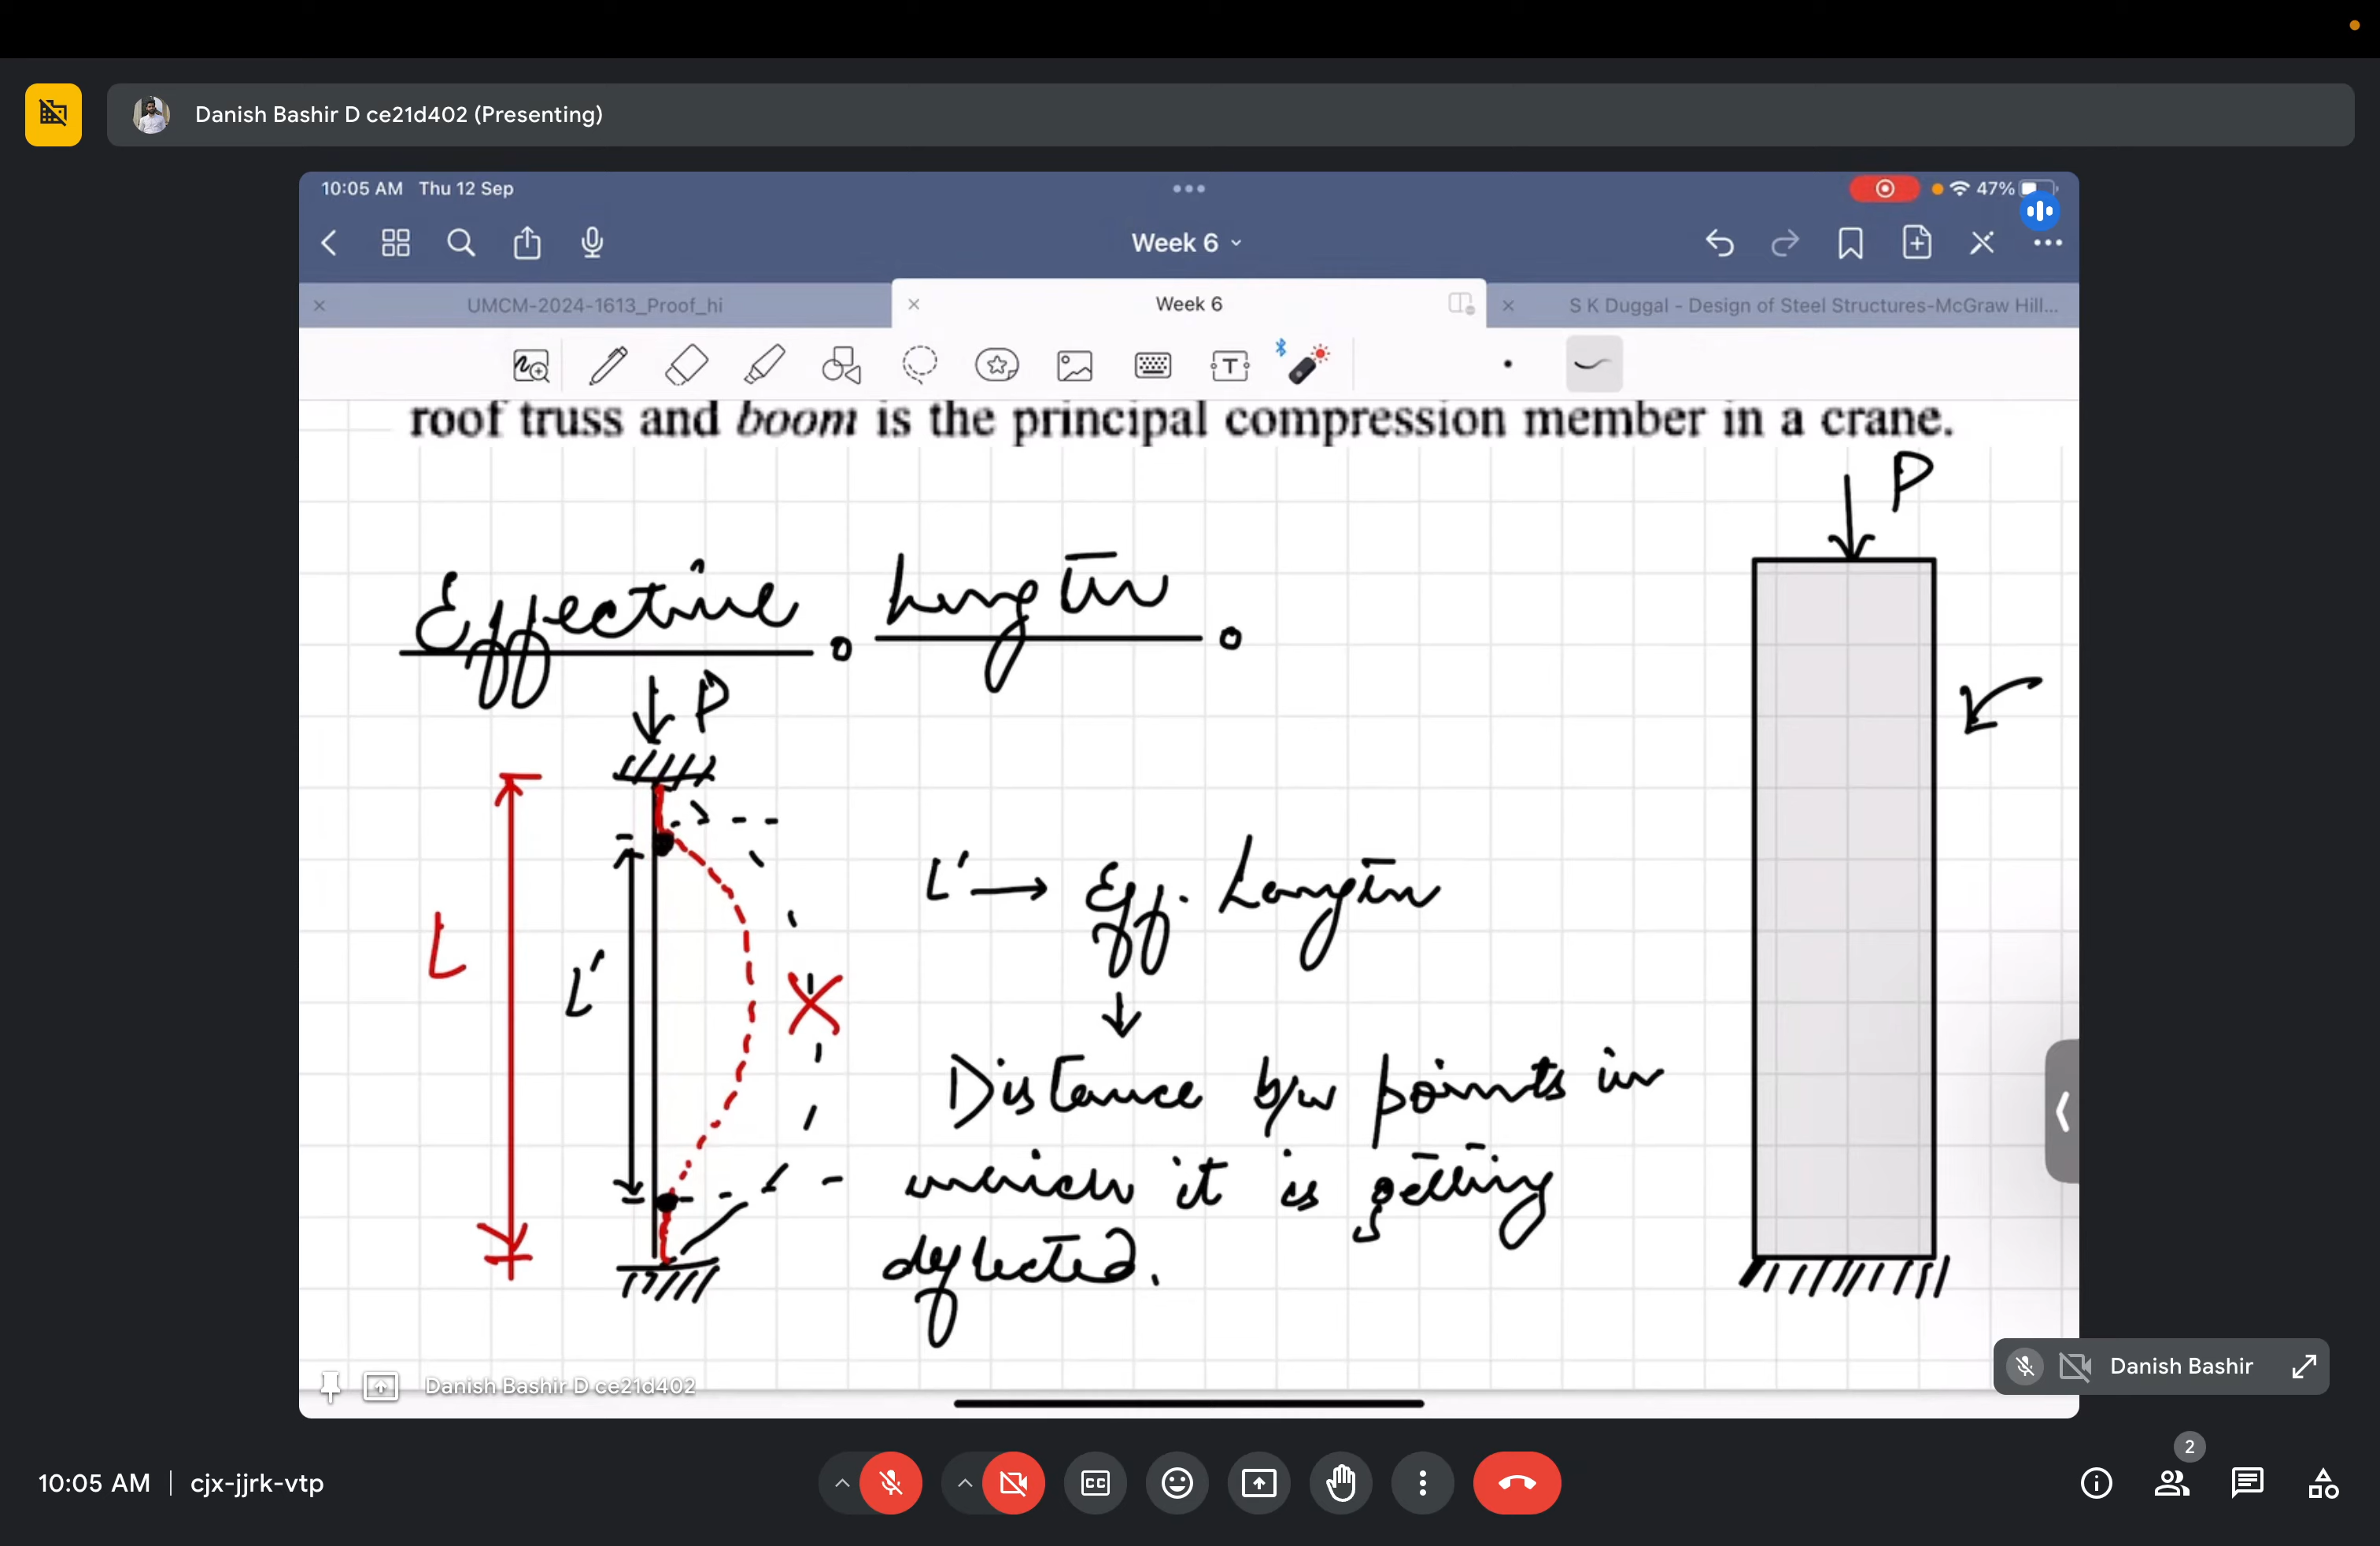 Danish Bashir D ce21d402 (Presenting)
10:05 AM Thu 12 Sep
47%
Week 6
UMCM-2024-1613_Proof_hi
Week 6
S K Duggal - Design of Steel Structures-McGraw Hill...
roof truss and boom is the principal compression member in a crane.
P
Effective Length
P
L
L'
L' → Eff. Length
Distance b/w points in
which it is getting
deflected.
Danish Bashir D ce21d402
Danish Bashir
2
10:05 AM | cjx-jjrk-vtp
CC